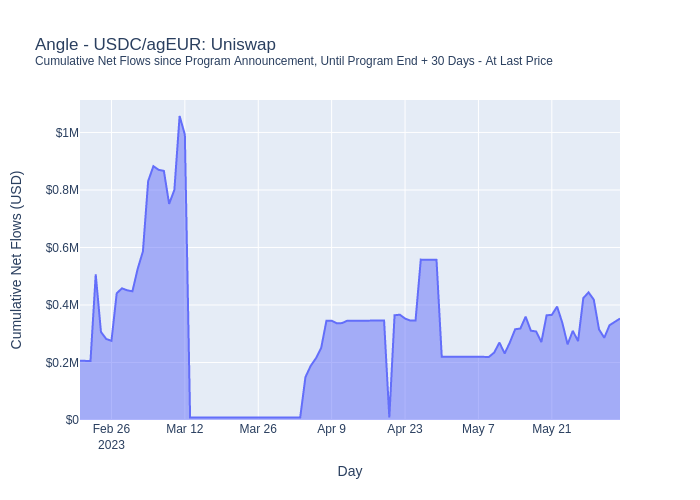 Angle - USDC/agEUR: Uniswap
Cumulative Net Flows since Program Announcement, Until Program End + 30 Days - At Last Price
Cumulative Net Flows (USD)
$1M
$0.8M
$0.6M
$0.4M
$0.2M
$0
Feb 26
2023
Mar 12
Mar 26
Apr 9
Apr 23
May 7
May 21
Day